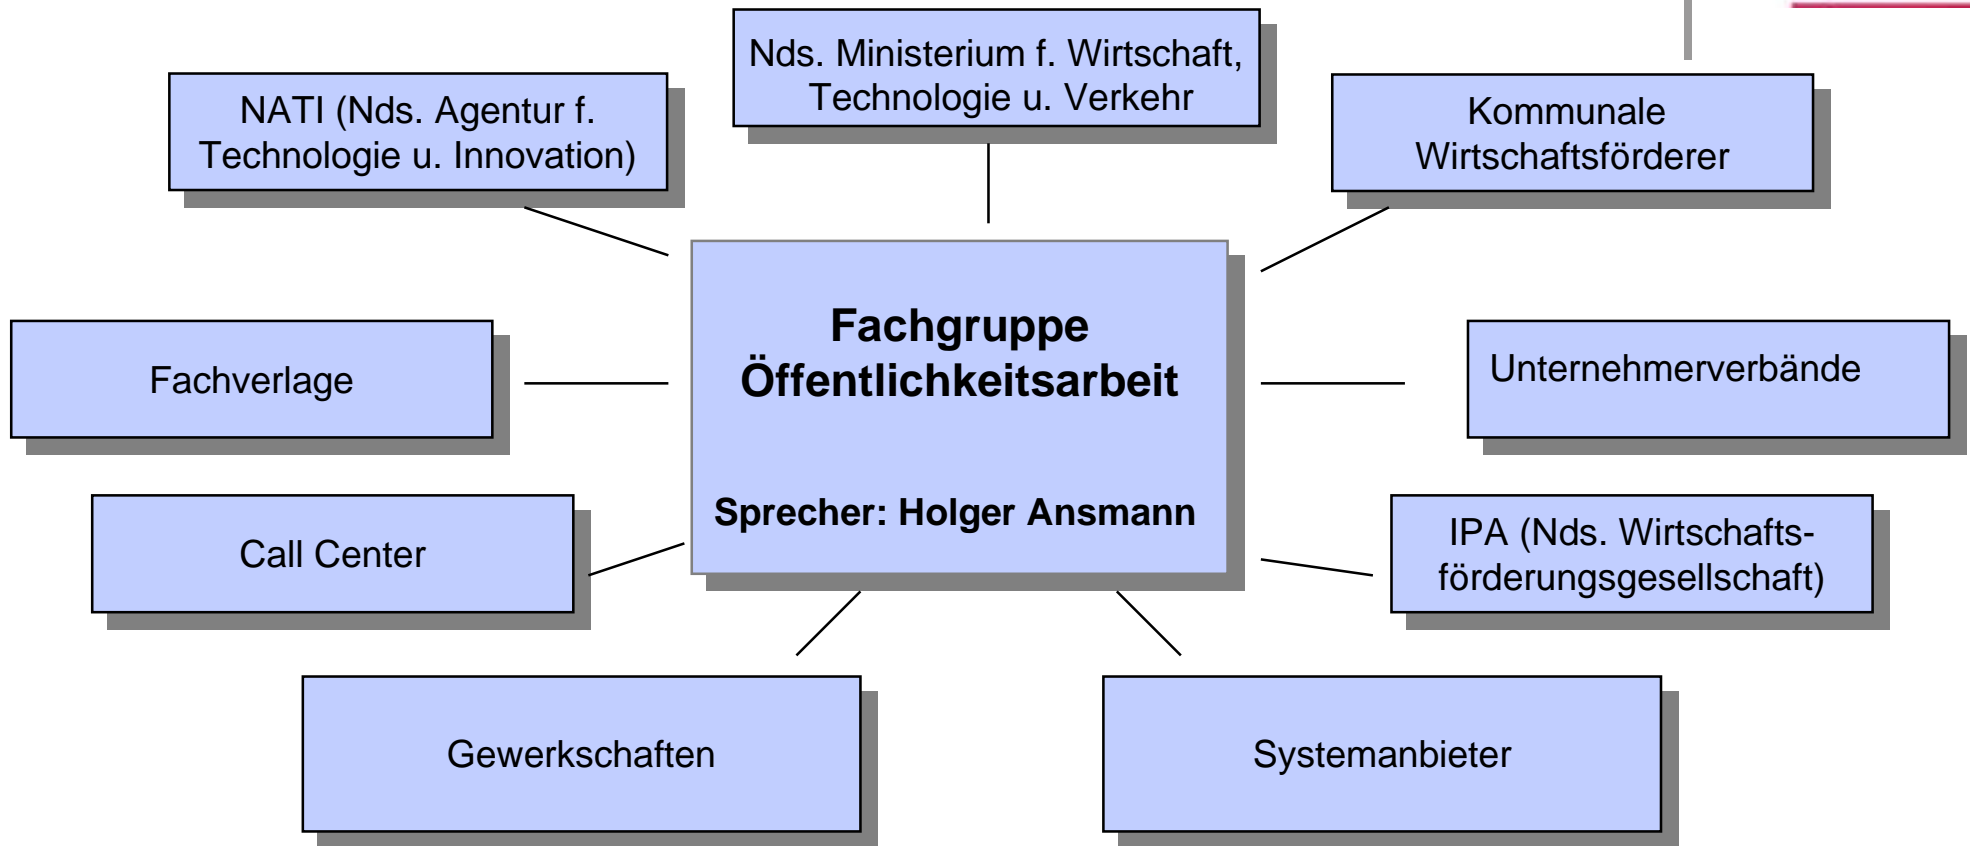 Nds. Ministerium f. Wirtschaft,
Technologie u. Verkehr
NATI (Nds. Agentur f.
Technologie u. Innovation)
Kommunale
Wirtschaftsförderer
Fachgruppe
Öffentlichkeitsarbeit
Sprecher: Holger Ansmann
Fachverlage
Unternehmerverbände
Call Center
IPA (Nds. Wirtschafts-
förderungsgesellschaft)
Gewerkschaften
Systemanbieter